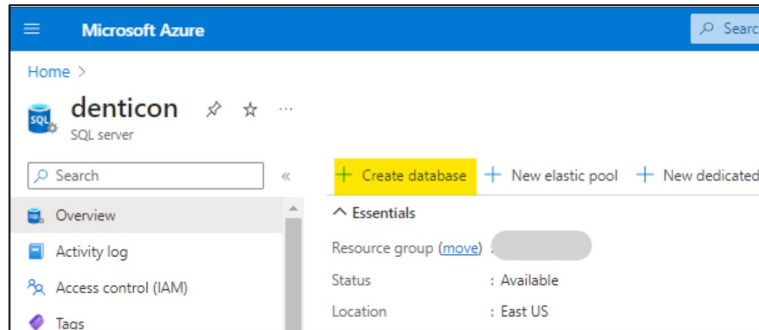 Microsoft Azure
Searc
Home >
denticon
SQL
SQL server
Search
+ Create database + New elastic pool + New dedicated
Overview
Essentials
Activity log
Resource group (move) :
Access control (IAM)
Status : Available
Tags
Location : East US